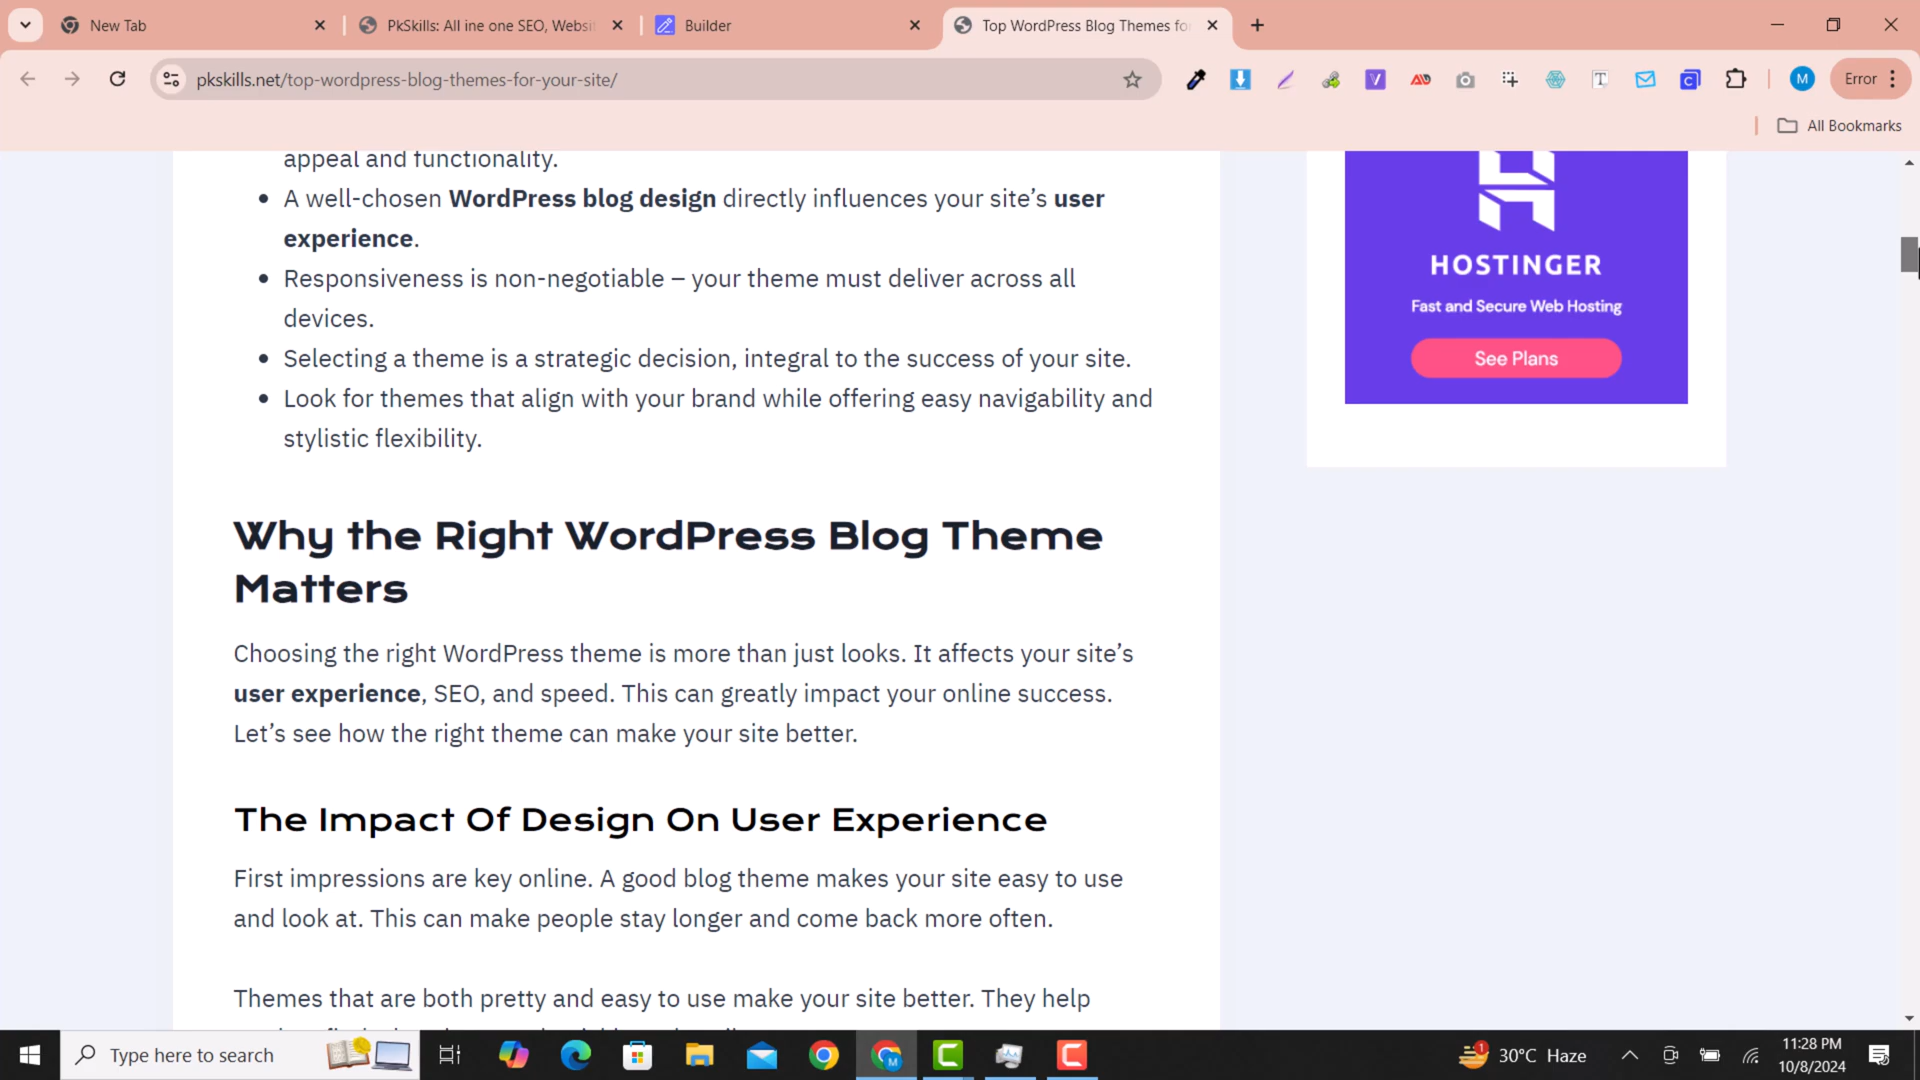 New Tab
PkSkills: All ine one SEO, Websi
Builder
Top WordPress Blog Themes fo
pkskills.net/top-wordpress-blog-themes-for-your-site/
Error
All Bookmarks
appeal and functionality.
A well-chosen WordPress blog design directly influences your site’s user
experience.
Responsiveness is non-negotiable – your theme must deliver across all
devices.
Selecting a theme is a strategic decision, integral to the success of your site.
Look for themes that align with your brand while offering easy navigability and
stylistic flexibility.
HOSTINGER
Fast and Secure Web Hosting
See Plans
Why the Right WordPress Blog Theme
Matters
Choosing the right WordPress theme is more than just looks. It affects your site’s
user experience, SEO, and speed. This can greatly impact your online success.
Let’s see how the right theme can make your site better.
The Impact Of Design On User Experience
First impressions are key online. A good blog theme makes your site easy to use
and look at. This can make people stay longer and come back more often.
Themes that are both pretty and easy to use make your site better. They help
Type here to search
30°C Haze
11:28 PM
10/8/2024